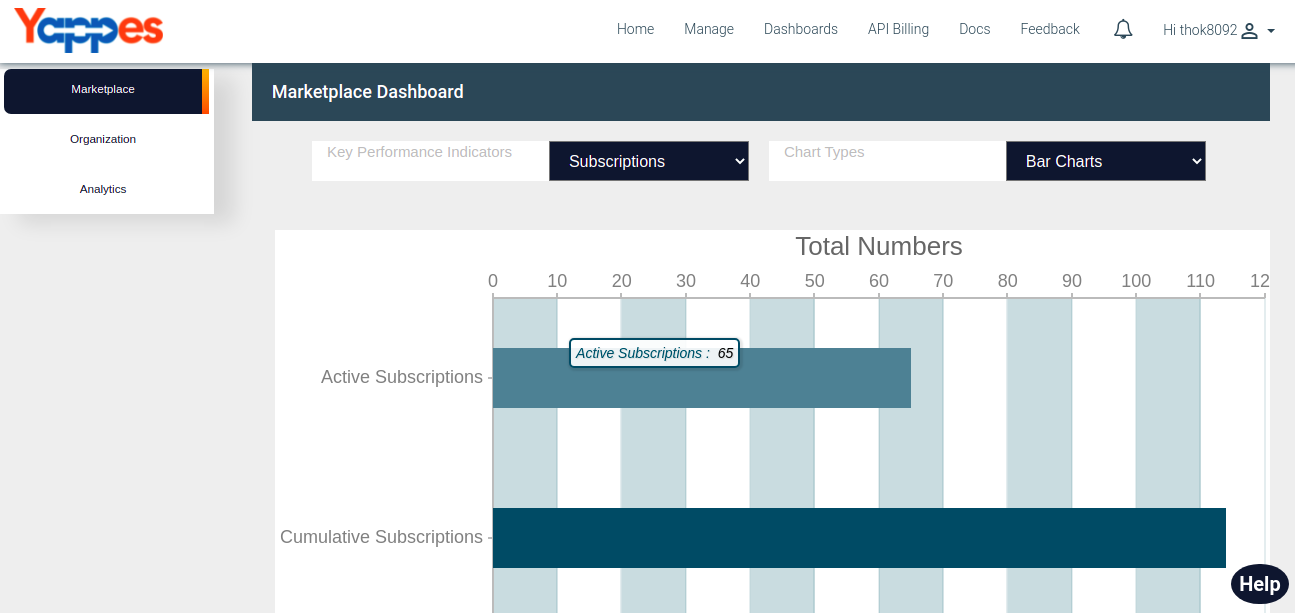 Yappes
Home Manage Dashboards API Billing Docs Feedback Hi thok8092
Marketplace
Organization
Analytics
Marketplace Dashboard
Key Performance Indicators Subscriptions Chart Types Bar Charts
Total Numbers
0 10 20 30 40 50 60 70 80 90 100 110 12
Active Subscriptions : 65
Active Subscriptions
Cumulative Subscriptions
Help